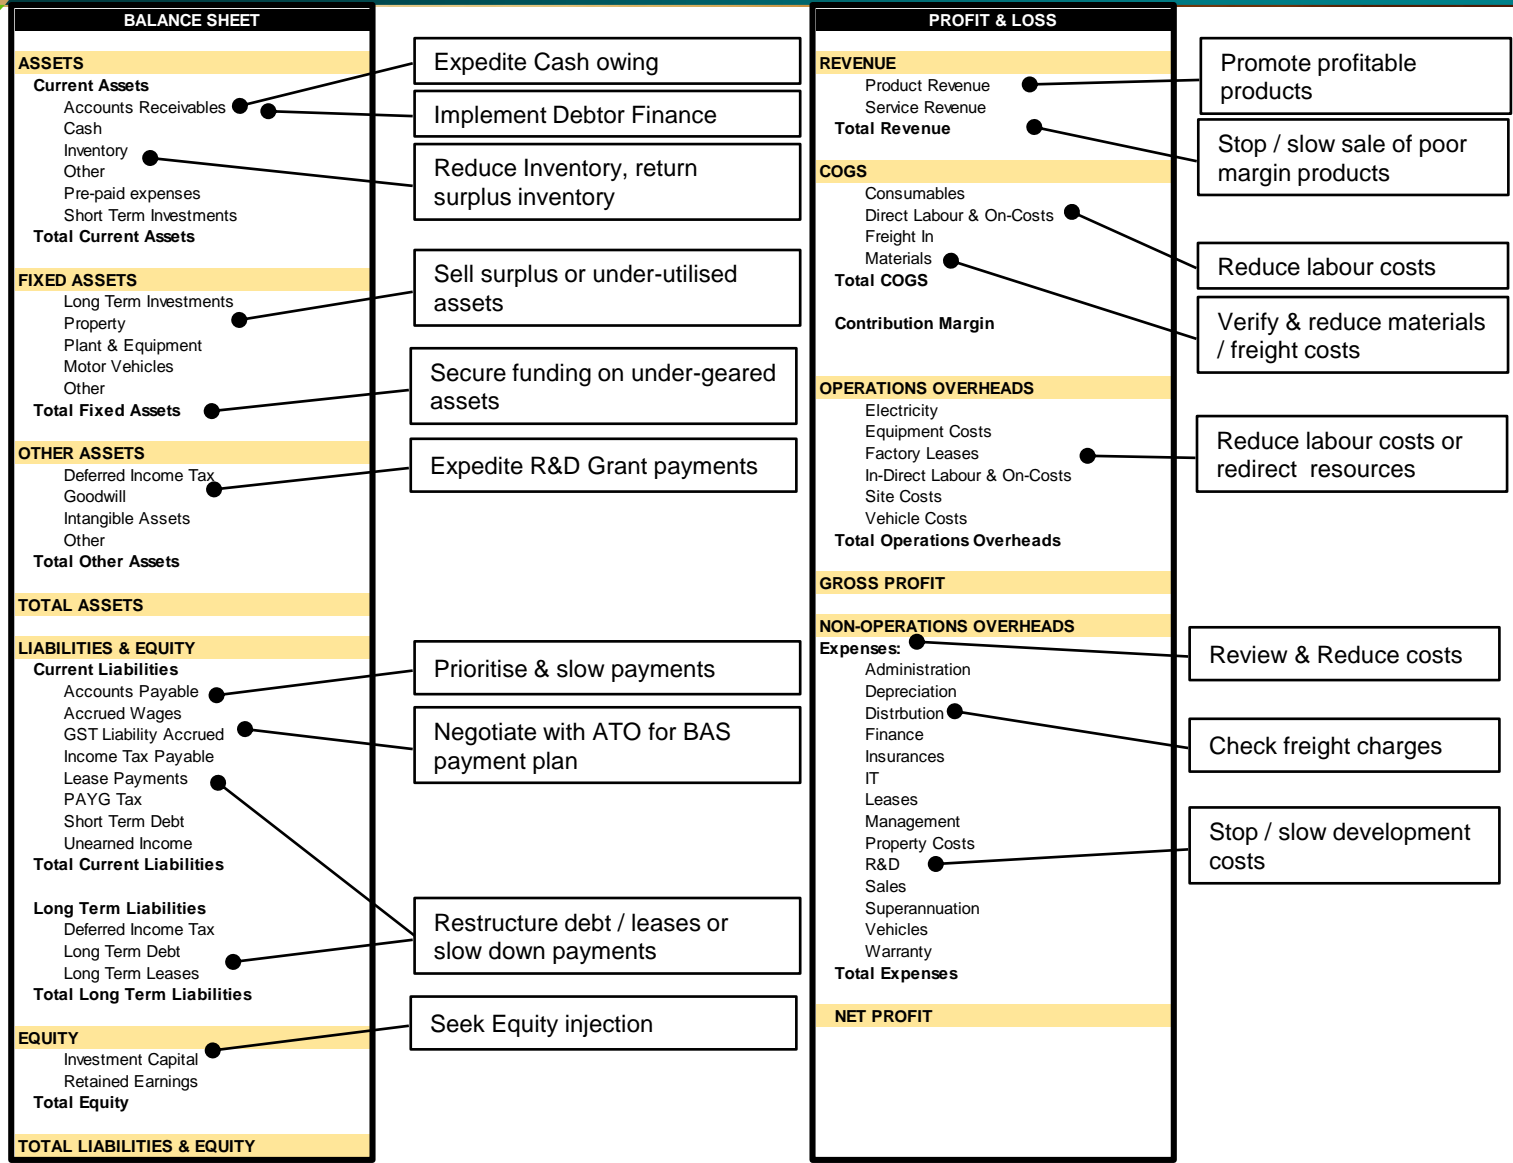 BALANCE SHEET
ASSETS
Current Assets
Accounts Receivables
Cash
Inventory
Other
Pre-paid expenses
Short Term Investments
Total Current Assets
FIXED ASSETS
Long Term Investments
Property
Plant & Equipment
Motor Vehicles
Other
Total Fixed Assets
OTHER ASSETS
Deferred Income Tax
Goodwill
Intangible Assets
Other
Total Other Assets
TOTAL ASSETS
LIABILITIES & EQUITY
Current Liabilities
Accounts Payable
Accrued Wages
GST Liability Accrued
Income Tax Payable
Lease Payments
PAYG Tax
Short Term Debt
Unearned Income
Total Current Liabilities
Long Term Liabilities
Deferred Income Tax
Long Term Debt
Long Term Leases
Total Long Term Liabilities
EQUITY
Investment Capital
Retained Earnings
Total Equity
TOTAL LIABILITIES & EQUITY
Expedite Cash owing
Implement Debtor Finance
Reduce Inventory, return
surplus inventory
Sell surplus or under-utilised
assets
Secure funding on under-geared
assets
Expedite R&D Grant payments
Prioritise & slow payments
Negotiate with ATO for BAS
payment plan
Restructure debt / leases or
slow down payments
Seek Equity injection
PROFIT & LOSS
REVENUE
Product Revenue
Service Revenue
Total Revenue
COGS
Consumables
Direct Labour & On-Costs
Freight In
Materials
Total COGS
Contribution Margin
OPERATIONS OVERHEADS
Electricity
Equipment Costs
Factory Leases
In-Direct Labour & On-Costs
Site Costs
Vehicle Costs
Total Operations Overheads
GROSS PROFIT
NON-OPERATIONS OVERHEADS
Expenses:
Administration
Depreciation
Distrbution
Finance
Insurances
IT
Leases
Management
Property Costs
R&D
Sales
Superannuation
Vehicles
Warranty
Total Expenses
NET PROFIT
Promote profitable
products
Stop / slow sale of poor
margin products
Reduce labour costs
Verify & reduce materials
/ freight costs
Reduce labour costs or
redirect resources
Review & Reduce costs
Check freight charges
Stop / slow development
costs